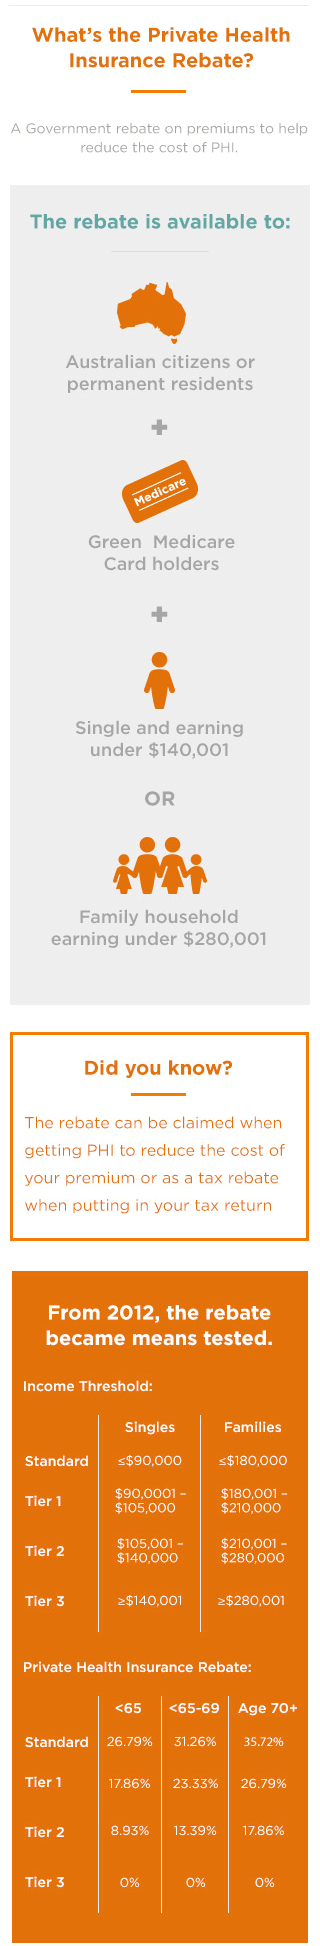 What's the Private Health
Insurance Rebate?
A Government rebate on premiums to help
reduce the cost of PHI.
The rebate is available to:
Australian citizens or
permanent residents
+
Medicare
Green Medicare
Card holders
+
Single and earning
under $140,001
OR
Family household
earning under $280,001
Did you know?
The rebate can be claimed when
getting PHI to reduce the cost of
your premium or as a tax rebate
when putting in your tax return
From 2012, the rebate
became means tested.
Income Threshold:
Singles Families
Standard ≤$90,000 ≤$180,000
Tier 1 $90,0001 – $105,000 $180,001 – $210,000
Tier 2 $105,001 – $140,000 $210,001 – $280,000
Tier 3 ≥$140,001 ≥$280,001
Private Health Insurance Rebate:
<65 <65-69 Age 70+
Standard 26.79% 31.26% 35.72%
Tier 1 17.86% 23.33% 26.79%
Tier 2 8.93% 13.39% 17.86%
Tier 3 0% 0% 0%